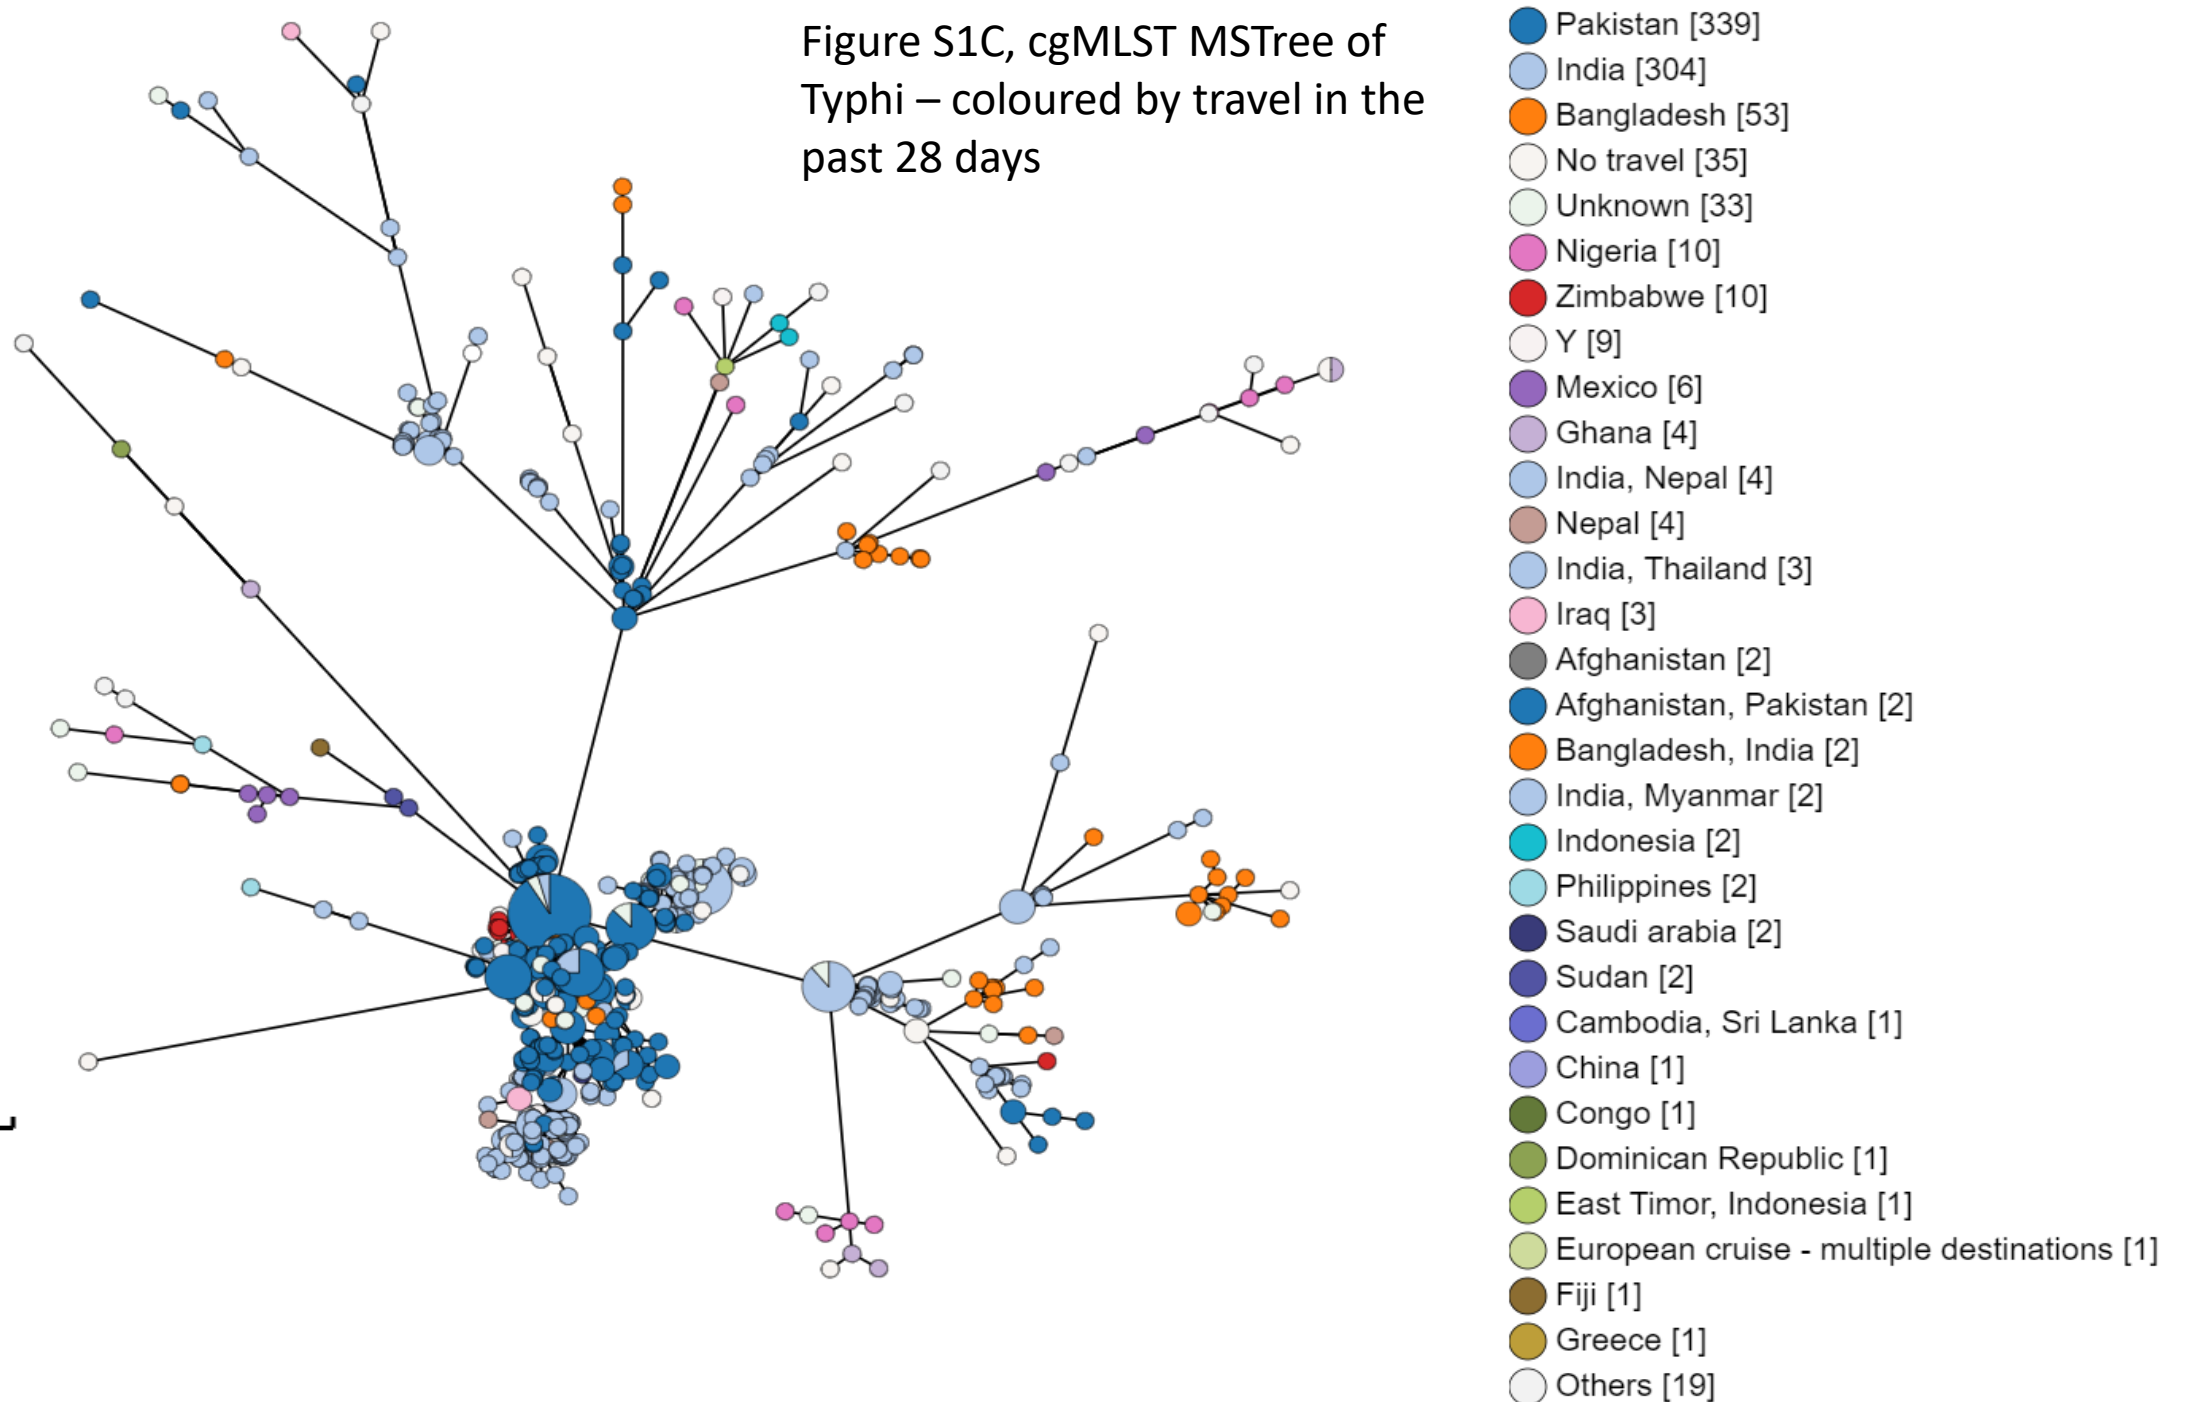 Figure S1C, cgMLST MSTree of
Typhi – coloured by travel in the
past 28 days
Pakistan [339]
India [304]
Bangladesh [53]
No travel [35]
Unknown [33]
Nigeria [10]
Zimbabwe [10]
Y [9]
Mexico [6]
Ghana [4]
India, Nepal [4]
Nepal [4]
India, Thailand [3]
Iraq [3]
Afghanistan [2]
Afghanistan, Pakistan [2]
Bangladesh, India [2]
India, Myanmar [2]
Indonesia [2]
Philippines [2]
Saudi arabia [2]
Sudan [2]
Cambodia, Sri Lanka [1]
China [1]
Congo [1]
Dominican Republic [1]
East Timor, Indonesia [1]
European cruise - multiple destinations [1]
Fiji [1]
Greece [1]
Others [19]